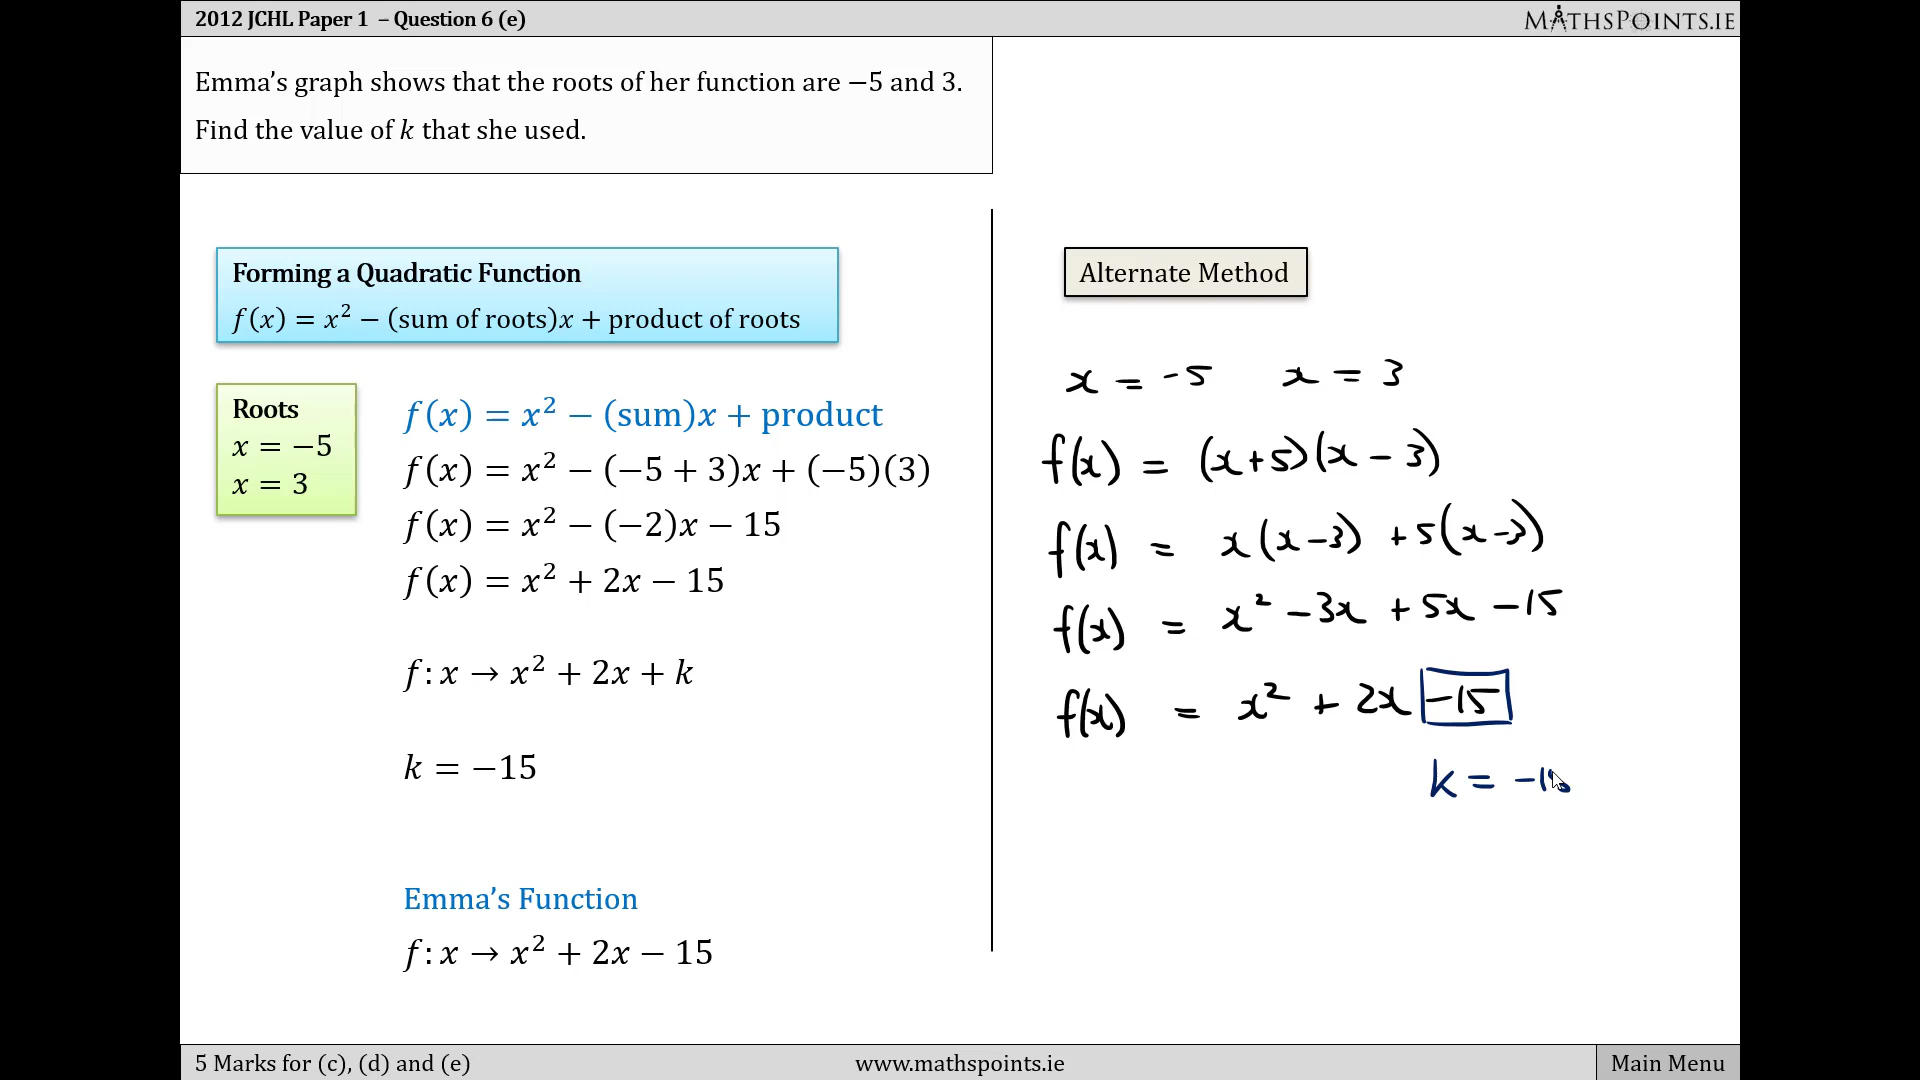 2012 JCHL Paper 1 – Question 6 (e)
MATHSPOINTS.IE
Emma’s graph shows that the roots of her function are −5 and 3.
Find the value of k that she used.
Forming a Quadratic Function
f(x) = x² − (sum of roots)x + product of roots
Roots
x = −5
x = 3
f(x) = x² − (sum)x + product
f(x) = x² − (−5 + 3)x + (−5)(3)
f(x) = x² − (−2)x − 15
f(x) = x² + 2x − 15
f: x → x² + 2x + k
k = −15
Emma’s Function
f: x → x² + 2x − 15
Alternate Method
x = -5 x = 3
f(x) = (x+5)(x − 3)
f(x) = x(x−3) +5(x−3)
f(x) = x² −3x +5x −15
f(x) = x² + 2x −15
k =
5 Marks for (c), (d) and (e)
www.mathspoints.ie
Main Menu